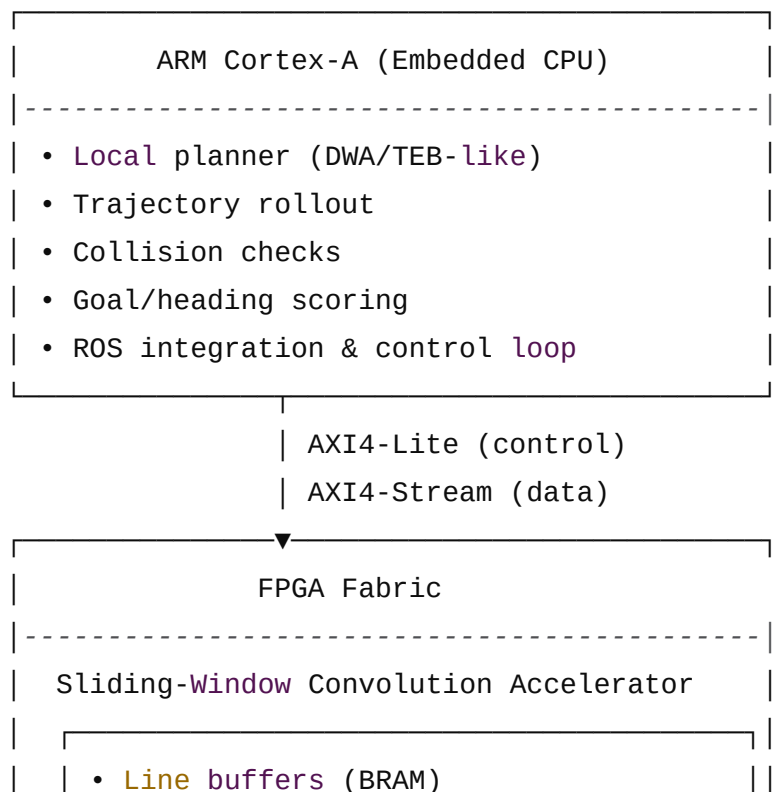 ARM Cortex-A (Embedded CPU)
• Local planner (DWA/TEB-like)
• Trajectory rollout
• Collision checks
• Goal/heading scoring
• ROS integration & control loop
AXI4-Lite (control)
AXI4-Stream (data)
FPGA Fabric
Sliding-Window Convolution Accelerator
• Line buffers (BRAM)